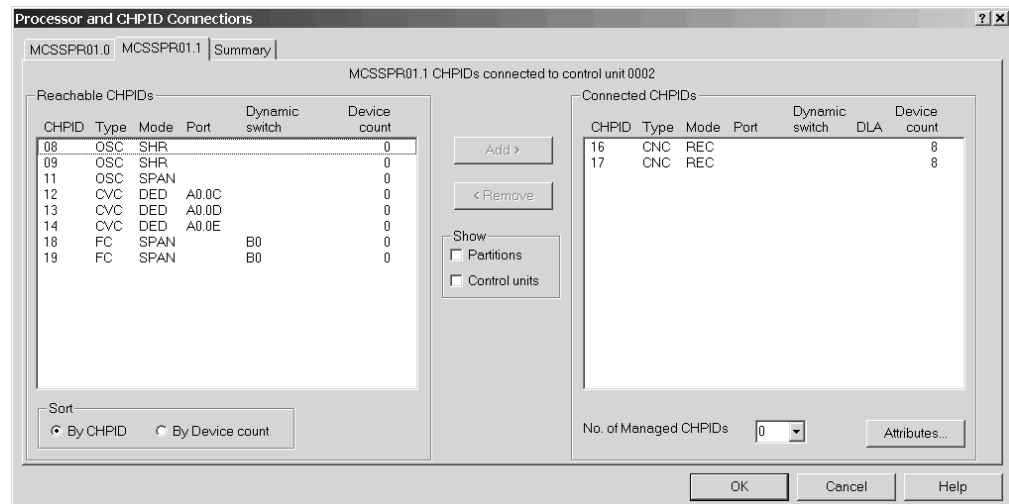 Processor and CHPID Connections ? X
MCSSPR01.0 MCSSPR01.1 Summary
MCSSPR01.1 CHPIDs connected to control unit 0002
Reachable CHPIDs
CHPID Type Mode Port Dynamic switch Device count
08 OSC SHR 0
09 OSC SHR 0
11 OSC SPAN 0
12 CVC DED A0.0C 0
13 CVC DED A0.0D 0
14 CVC DED A0.0E 0
18 FC SPAN B0 0
19 FC SPAN B0 0
Sort
By CHPID By Device count
Add >
< Remove
Show
Partitions
Control units
Connected CHPIDs
CHPID Type Mode Port Dynamic switch DLA Device count
16 CNC REC 8
17 CNC REC 8
No. of Managed CHPIDs 0 Attributes...
OK Cancel Help